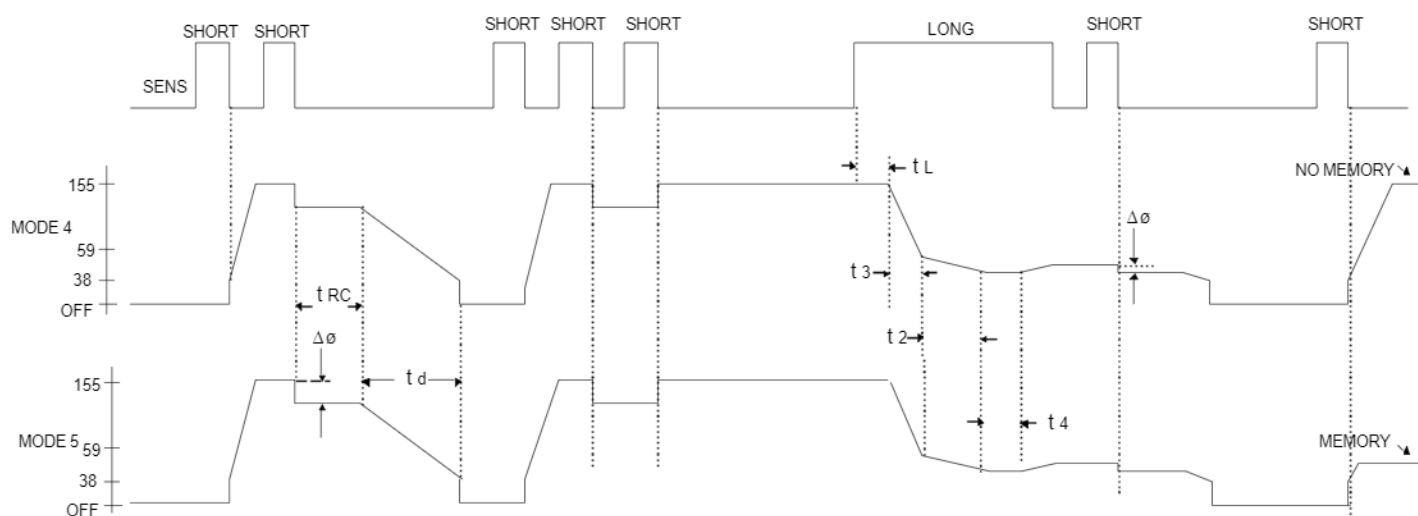 SHORT SHORT SHORT SHORT SHORT LONG SHORT SHORT
SENS
t L
NO MEMORY
155
MODE 4
59
38
OFF
Δø
t 3
t RC
t 2
Δø
t d
155
MODE 5
59
38
OFF
t 4
MEMORY